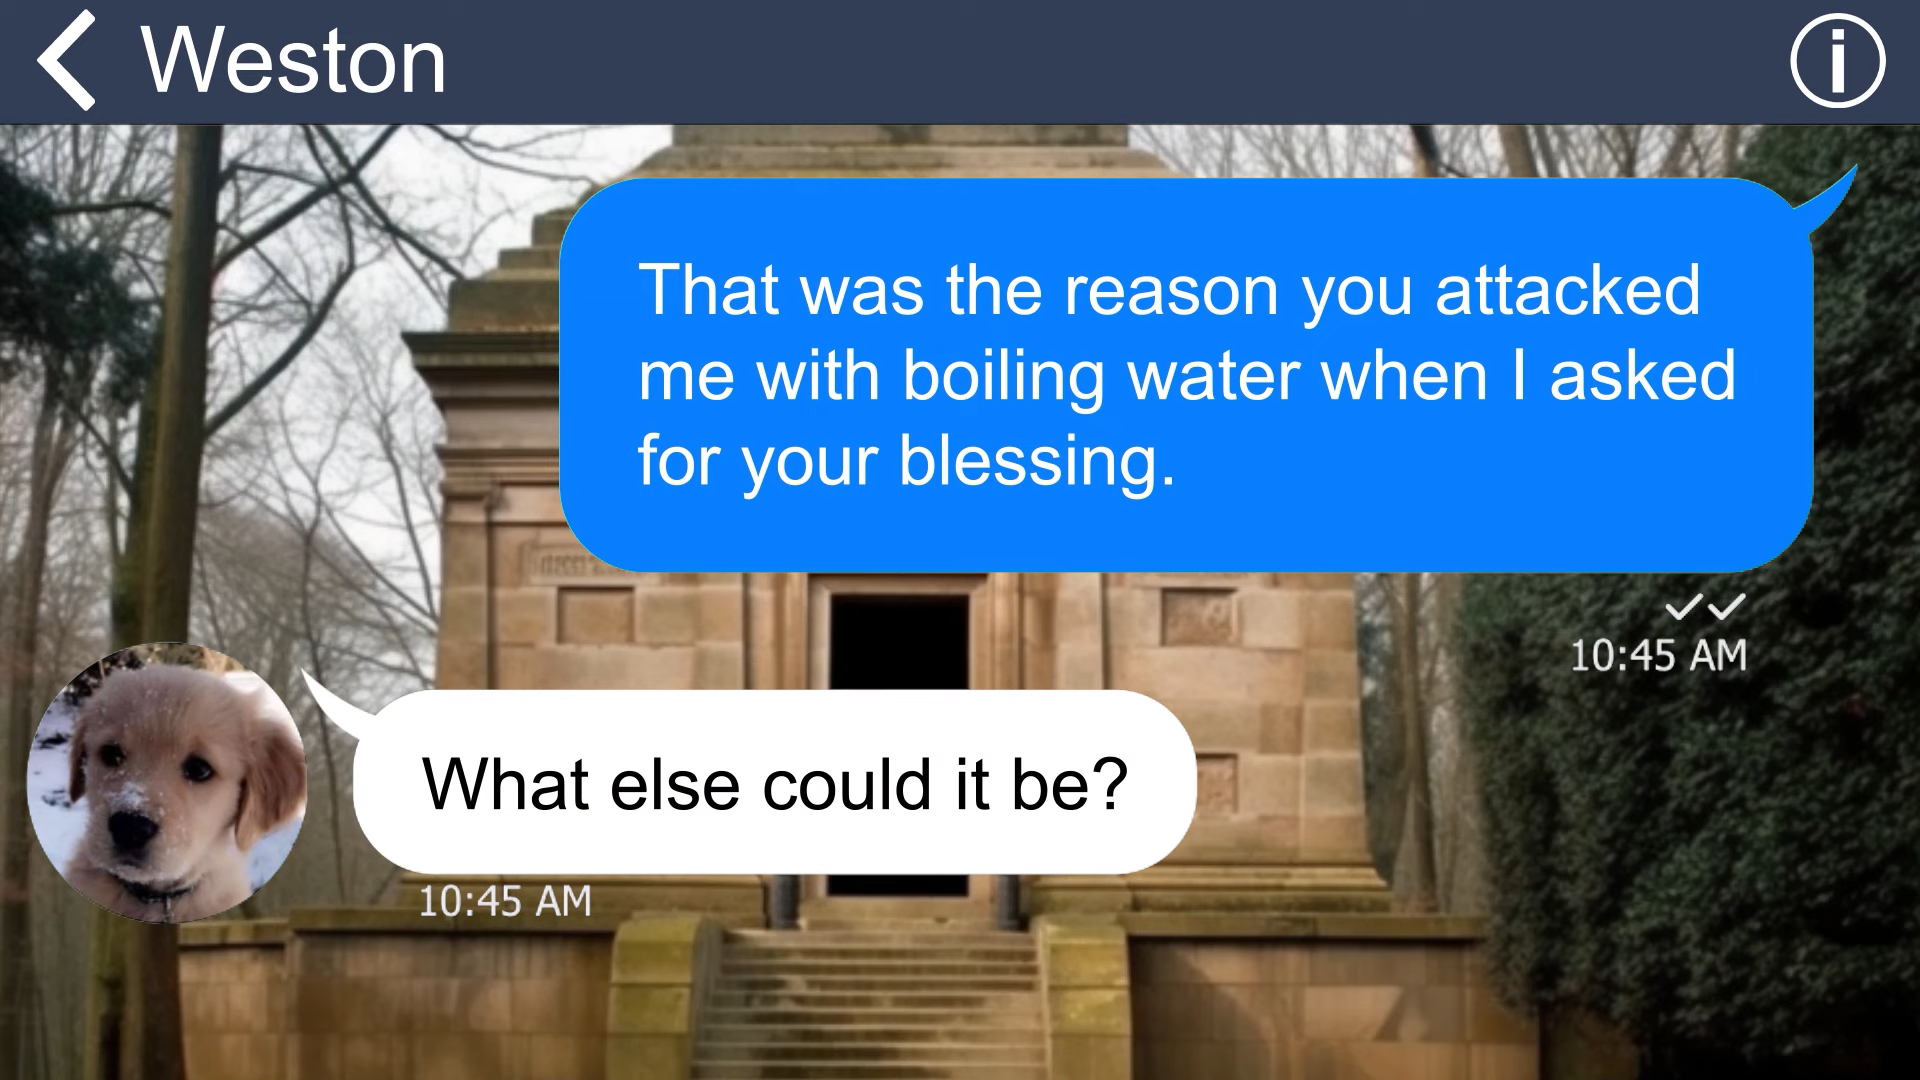 Weston
That was the reason you attacked
me with boiling water when I asked
for your blessing.
10:45 AM
What else could it be?
10:45 AM